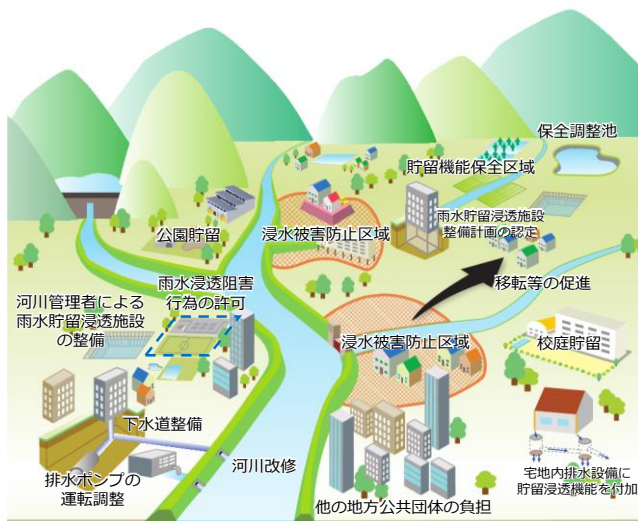 保全調整池
貯留機能保全区域
雨水貯留浸透施設
整備計画の認定
公園貯留
浸水被害防止区域
移転等の促進
雨水浸透阻害
行為の許可
河川管理者による
雨水貯留浸透施設
の整備
浸水被害防止区域
校庭貯留
下水道整備
河川改修
排水ポンプの
運転調整
宅地内排水設備に
貯留浸透機能を付加
他の地方公共団体の負担